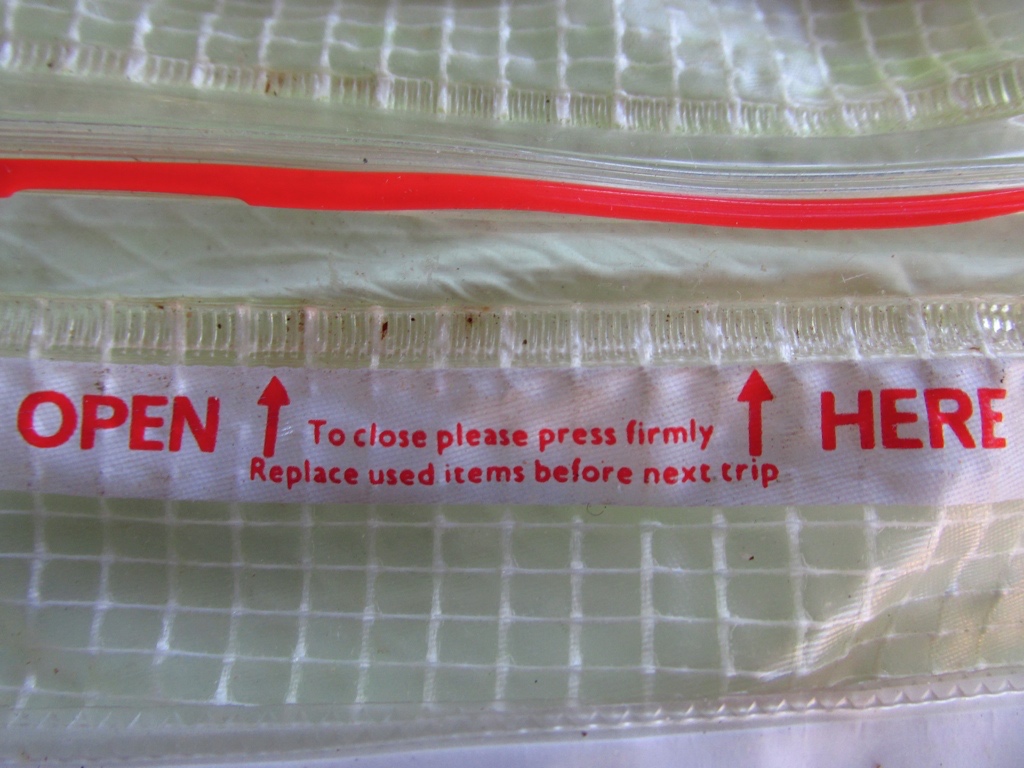 OPEN HERE
To close please press firmly
Replace used items before next trip